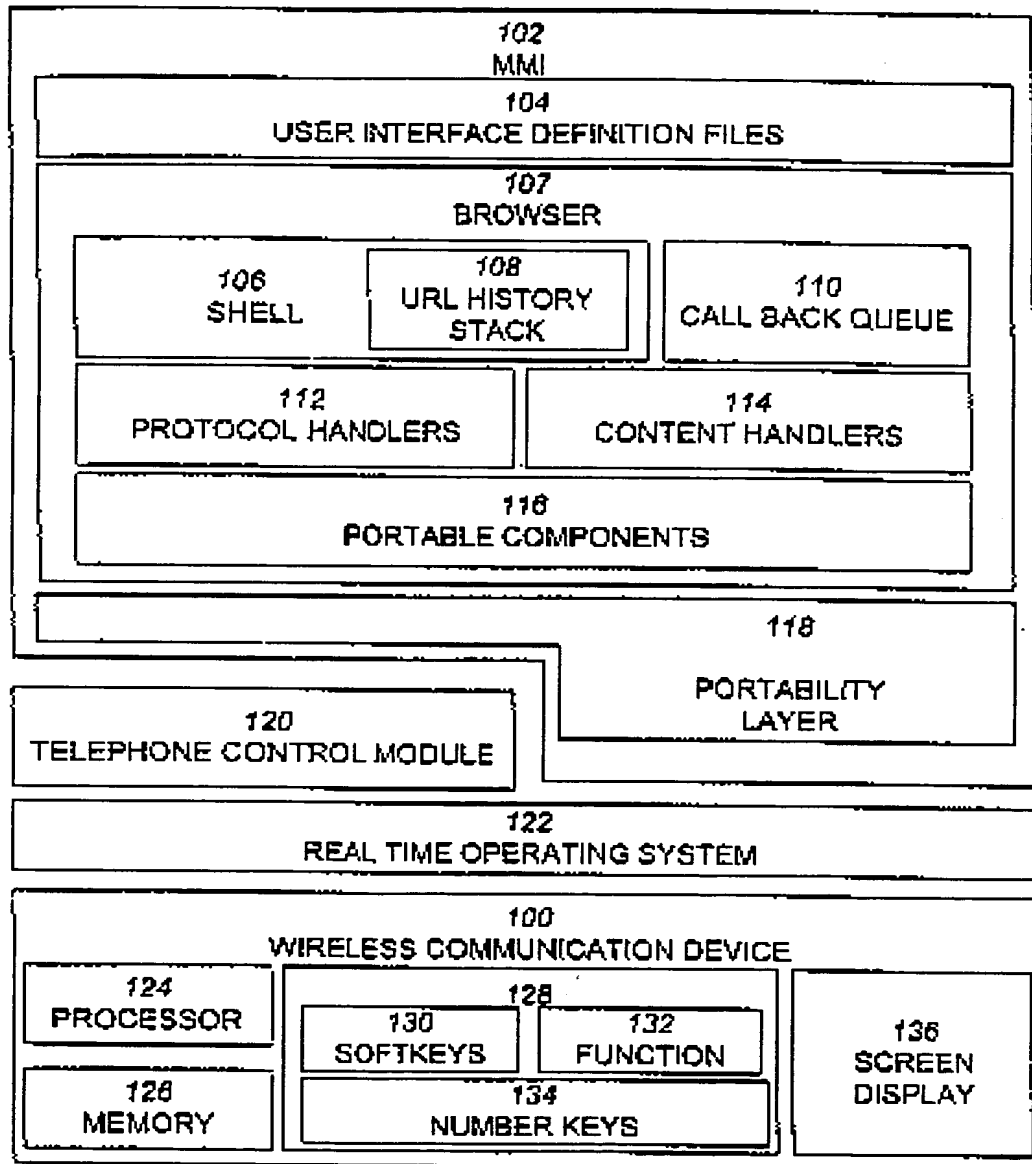 102
MMI
104
USER INTERFACE DEFINITION FILES
107
BROWSER
106
SHELL
108
URL HISTORY
STACK
110
CALL BACK QUEUE
112
PROTOCOL HANDLERS
114
CONTENT HANDLERS
116
PORTABLE COMPONENTS
118
PORTABILITY
LAYER
120
TELEPHONE CONTROL MODULE
122
REAL TIME OPERATING SYSTEM
100
WIRELESS COMMUNICATION DEVICE
124
PROCESSOR
126
MEMORY
128
130
SOFTKEYS
132
FUNCTION
134
NUMBER KEYS
136
SCREEN
DISPLAY